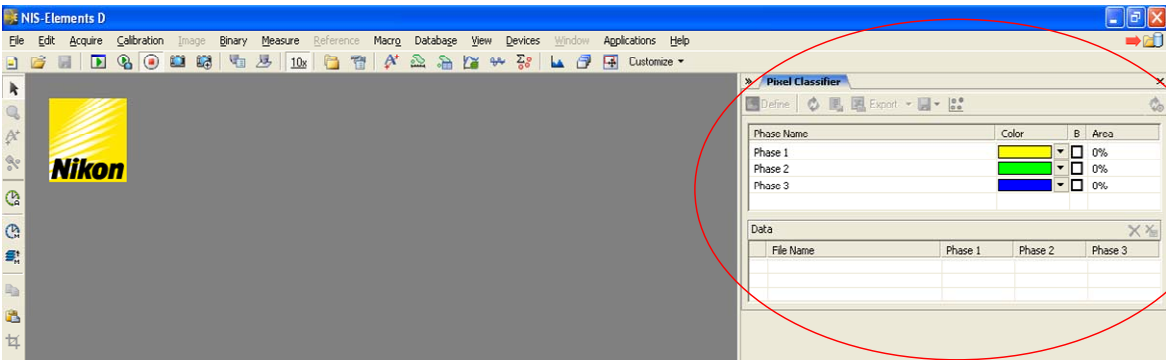 NIS-Elements D
File Edit Acquire Calibration Image Binary Measure Reference Macro Database View Devices Window Applications Help
10x Customize
Nikon
Pixel Classifier
Define Export
Phase Name Color B Area
Phase 1 0%
Phase 2 0%
Phase 3 0%
Data
File Name Phase 1 Phase 2 Phase 3